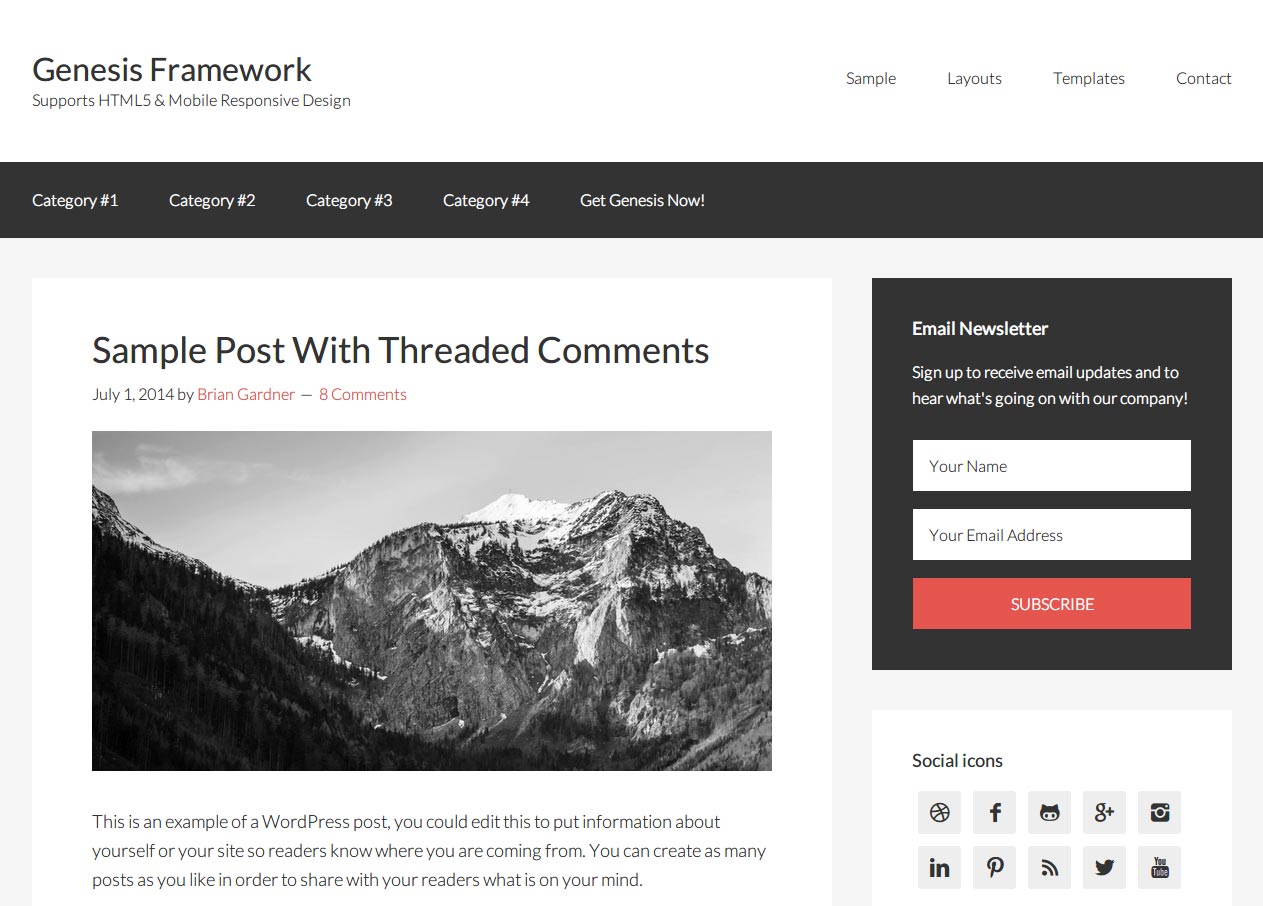 Genesis Framework
Supports HTML5 & Mobile Responsive Design
Sample Layouts Templates Contact
Category #1 Category #2 Category #3 Category #4 Get Genesis Now!
Sample Post With Threaded Comments
July 1, 2014 by Brian Gardner — 8 Comments
This is an example of a WordPress post, you could edit this to put information about
yourself or your site so readers know where you are coming from. You can create as many
posts as you like in order to share with your readers what is on your mind.
Email Newsletter
Sign up to receive email updates and to
hear what's going on with our company!
Your Name
Your Email Address
SUBSCRIBE
Social icons
You
Tube